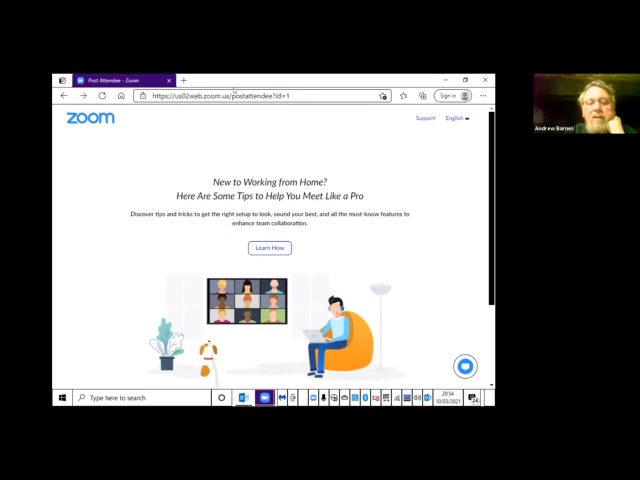 Post Attendee - Zoom
https://us02web.zoom.us/postattendee?id=1
Sign in
zoom
Support
English
New to Working from Home?
Here Are Some Tips to Help You Meet Like a Pro
Discover tips and tricks to get the right setup to look, sound your best, and all the must-know features to
enhance team collaboration.
Learn How
Type here to search
20:54
10/03/2021
24
Andrew Barnes